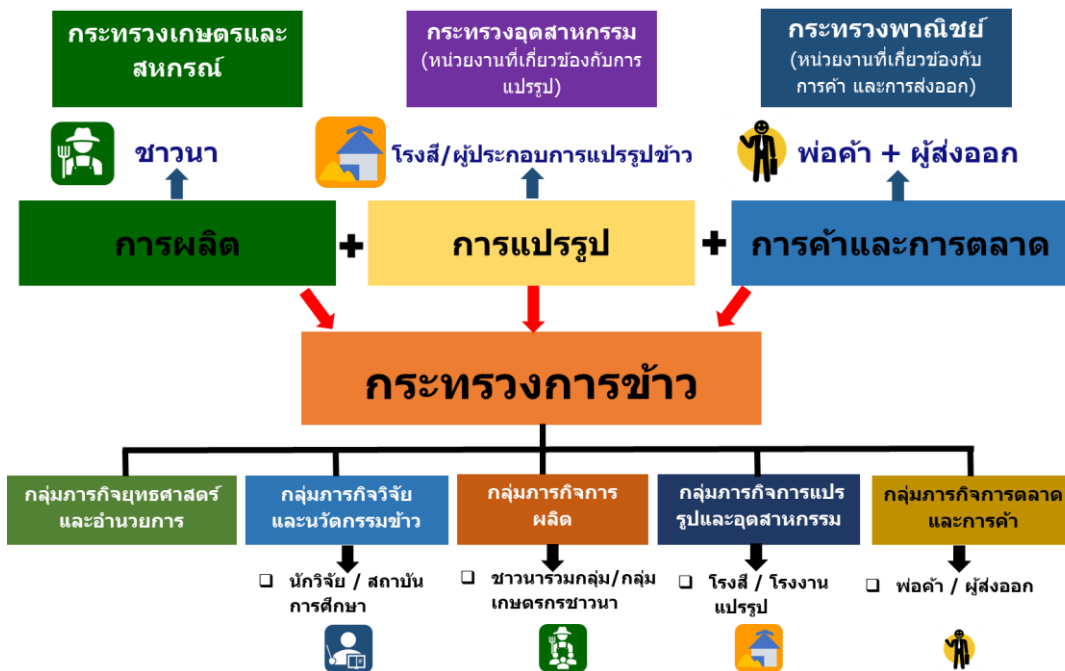 กระทรวงเกษตรและ
สหกรณ์
กระทรวงอุตสาหกรรม
(หน่วยงานที่เกี่ยวข้องกับการ
แปรรูป)
กระทรวงพาณิชย์
(หน่วยงานที่เกี่ยวข้องกับ
การค้า และการส่งออก)
ชาวนา
โรงสี/ผู้ประกอบการแปรรูปข้าว
พ่อค้า + ผู้ส่งออก
การผลิต
+
การแปรรูป
+
การค้าและการตลาด
กระทรวงการข้าว
กลุ่มภารกิจยุทธศาสตร์
และอำนวยการ
กลุ่มภารกิจวิจัย
และนวัตกรรมข้าว
กลุ่มภารกิจการ
ผลิต
กลุ่มภารกิจการแปร
รูปและอุตสาหกรรม
กลุ่มภารกิจการตลาด
และการค้า
นักวิจัย / สถาบัน
การศึกษา
ชาวนารวมกลุ่ม/กลุ่ม
เกษตรกรชาวนา
โรงสี / โรงงาน
แปรรูป
พ่อค้า / ผู้ส่งออก